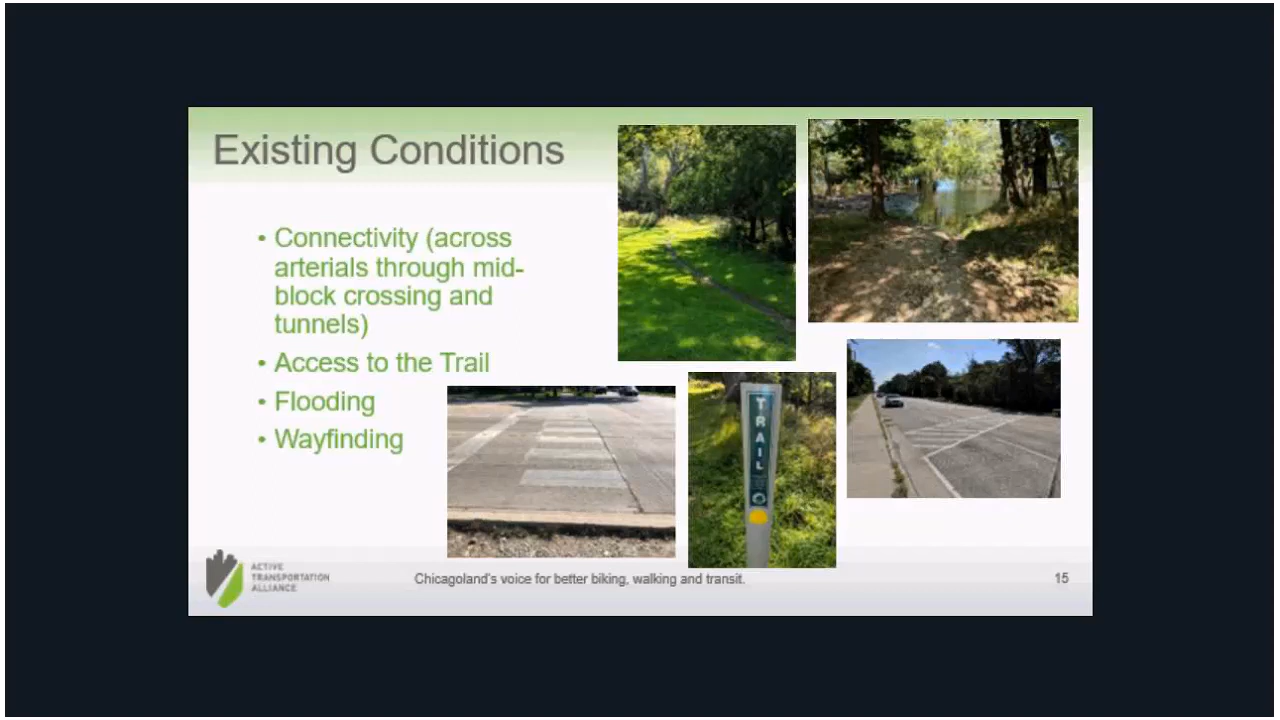 Existing Conditions
• Connectivity (across
arterials through mid-
block crossing and
tunnels)
• Access to the Trail
• Flooding
• Wayfinding
TRAIL
ACTIVE
TRANSPORTATION
ALLIANCE
Chicagoland's voice for better biking, walking and transit.
15